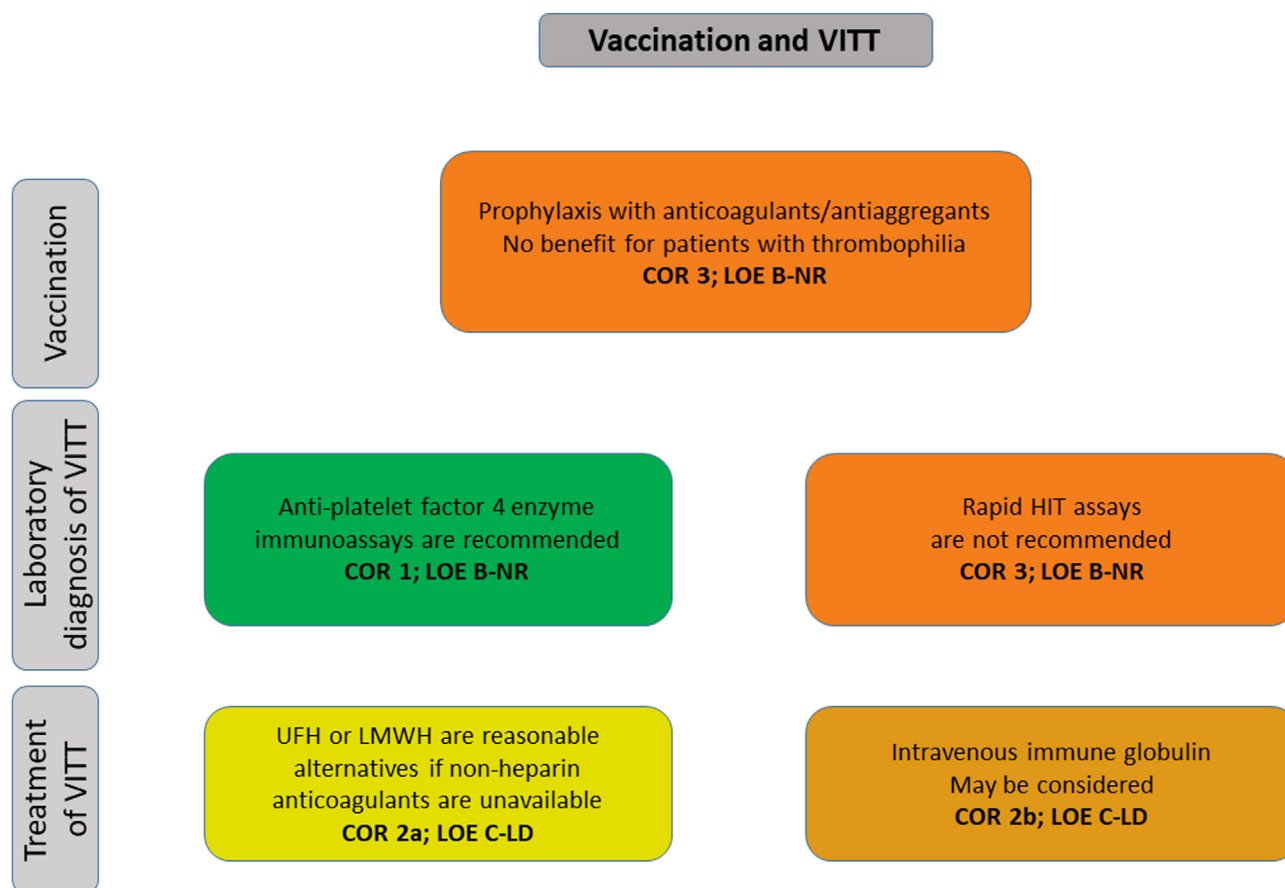 Vaccination and VITT
Vaccination
Prophylaxis with anticoagulants/antiaggregants
No benefit for patients with thrombophilia
COR 3; LOE B-NR
Laboratory
diagnosis of VITT
Anti-platelet factor 4 enzyme
immunoassays are recommended
COR 1; LOE B-NR
Rapid HIT assays
are not recommended
COR 3; LOE B-NR
Treatment
of VITT
UFH or LMWH are reasonable
alternatives if non-heparin
anticoagulants are unavailable
COR 2a; LOE C-LD
Intravenous immune globulin
May be considered
COR 2b; LOE C-LD